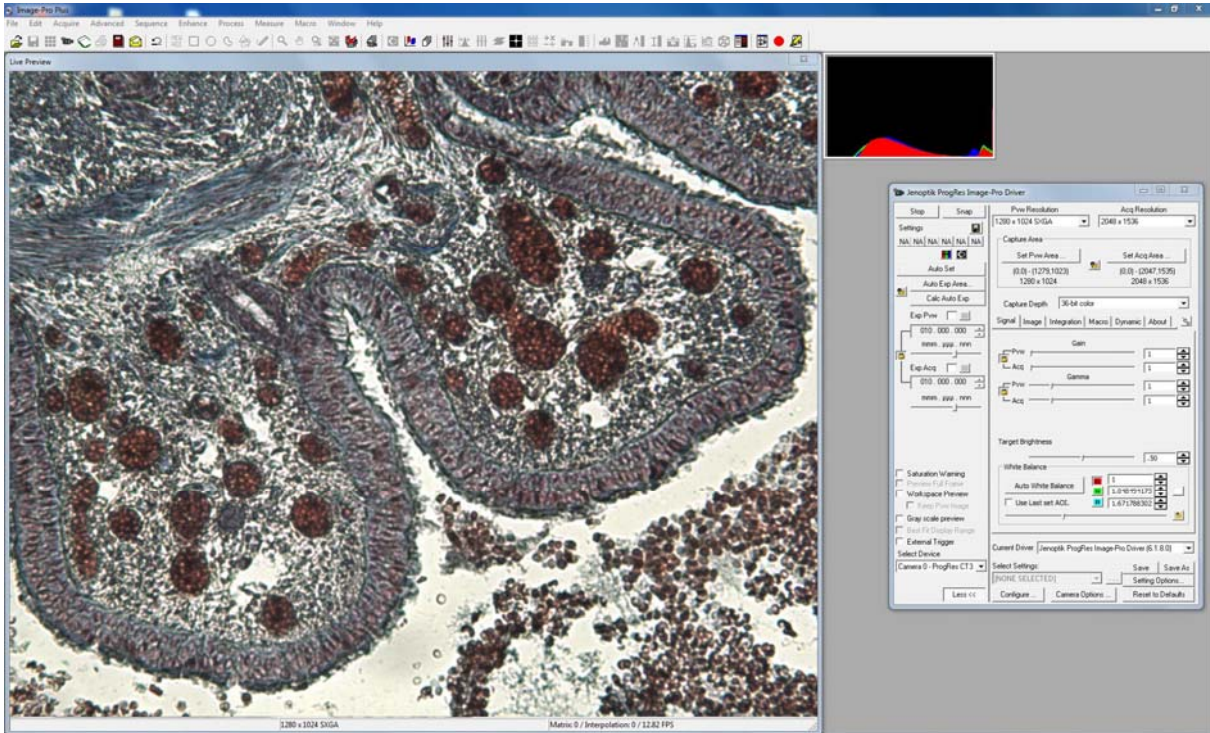 Image-Pro Plus
File Edit Acquire Advanced Sequence Enhance Process Measure Macro Window Help
Live Preview
1280 x 1024 SXGA Matrix: 0 / Interpolation: 0 / 12.82 FPS
Jenoptik ProgRes Image-Pro Driver
Stop Snap
Settings
NA NA NA NA NA NA
Auto Set
Auto Exp Area...
Calc Auto Exp
Exp Pvw
010 . 000 . 000
mmm . µµµ . nnn
Exp Acq
010 . 000 . 000
mmm . µµµ . nnn
Saturation Warning
Preview Full Frame
Workspace Preview
Keep Pvw Image
Gray scale preview
Best Fit Display Range
External Trigger
Select Device
Camera 0 - ProgRes CT3
Less <<
Pvw Resolution Acq Resolution
1280 x 1024 SXGA 2048 x 1536
Capture Area
Set Pvw Area ... Set Acq Area ...
(0,0) - (1279,1023) (0,0) - (2047,1535)
1280 x 1024 2048 x 1536
Capture Depth 36-bit color
Signal Image Integration Macro Dynamic About
Gain
Pvw 1
Acq 1
Gamma
Pvw 1
Acq 1
Target Brightness
.50
White Balance
Auto White Balance 1
Use Last set AOI. 1.671788302
Current Driver Jenoptik ProgRes Image-Pro Driver (6.1.8.0)
Select Settings: Save Save As
[NONE SELECTED] ... Setting Options...
Configure ... Camera Options ... Reset to Defaults